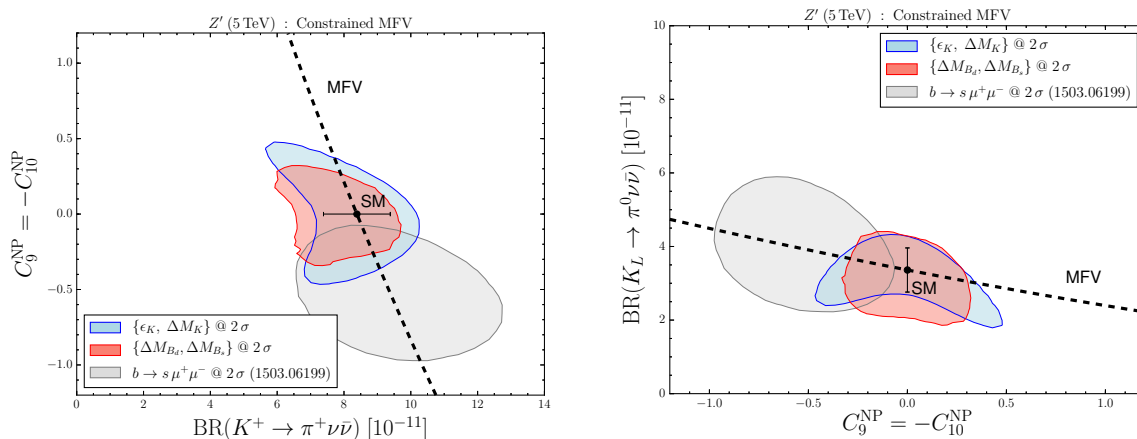 Z′ (5 TeV) : Constrained MFV
MFV
SM
{ϵ_K, ΔM_K} @ 2σ
{ΔM_{B_d}, ΔM_{B_s}} @ 2σ
b → s μ⁺μ⁻ @ 2σ (1503.06199)
1.0
0.5
0.0
−0.5
−1.0
C₉^NP = −C₁₀^NP
0 2 4 6 8 10 12 14
BR(K⁺ → π⁺νν̄) [10⁻¹¹]
Z′ (5 TeV) : Constrained MFV
{ϵ_K, ΔM_K} @ 2σ
{ΔM_{B_d}, ΔM_{B_s}} @ 2σ
b → s μ⁺μ⁻ @ 2σ (1503.06199)
SM
MFV
10
8
6
4
2
0
BR(K_L → π⁰νν̄) [10⁻¹¹]
−1.0 −0.5 0.0 0.5 1.0
C₉^NP = −C₁₀^NP